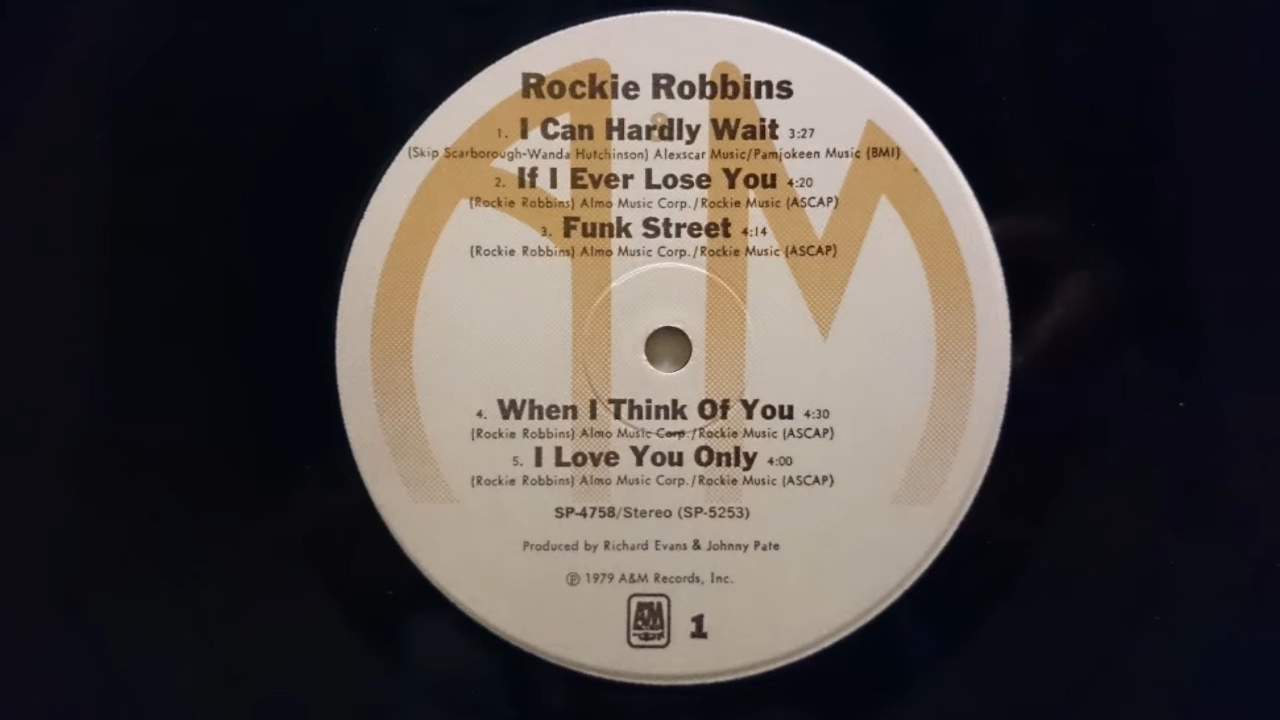 Rockie Robbins
1. I Can Hardly Wait 3:27
(Skip Scarborough-Wanda Hutchinson) Alexscar Music/Pamjokeen Music (BMI)
2. If I Ever Lose You 4:20
(Rockie Robbins) Almo Music Corp./Rockie Music (ASCAP)
3. Funk Street 4:14
(Rockie Robbins) Almo Music Corp./Rockie Music (ASCAP)
4. When I Think Of You 4:30
(Rockie Robbins) Almo Music Corp./Rockie Music (ASCAP)
5. I Love You Only 4:00
(Rockie Robbins) Almo Music Corp./Rockie Music (ASCAP)
SP-4758/Stereo (SP-5253)
Produced by Richard Evans & Johnny Pate
℗ 1979 A&M Records, Inc.
A&M 1